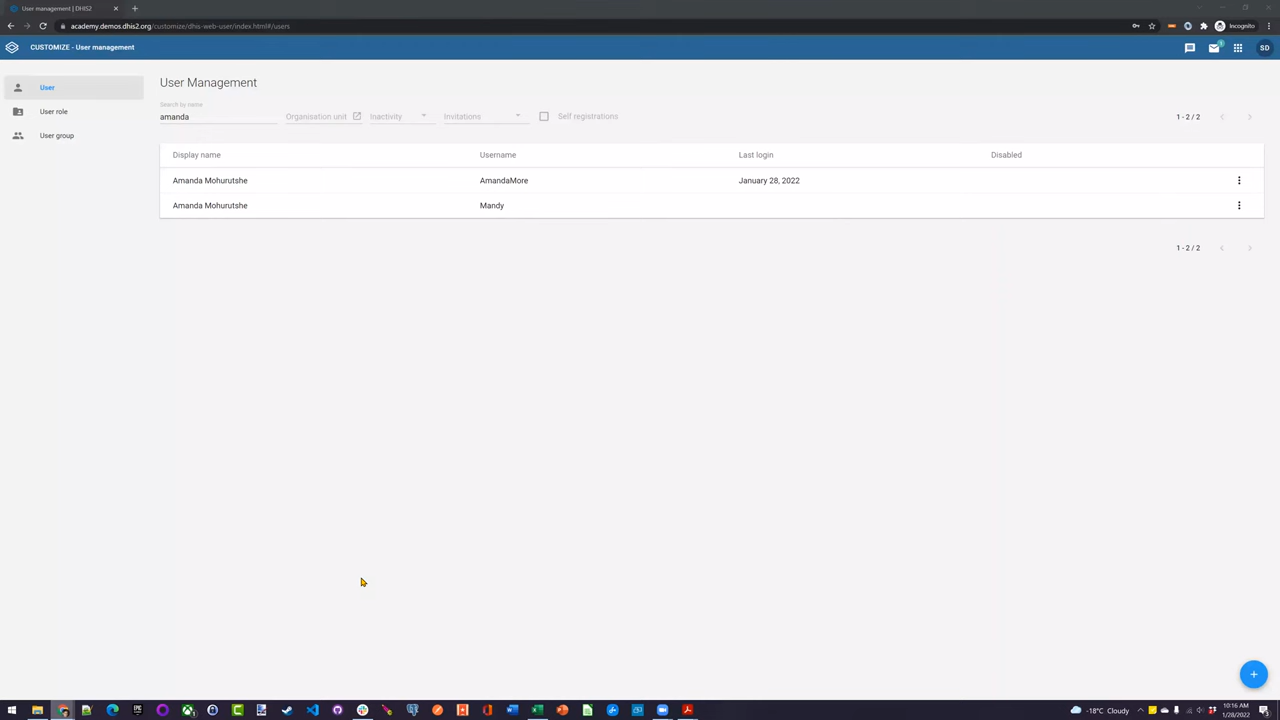 User management | DHIS2
academy.demos.dhis2.org/customize/dhis-web-user/index.html#/users
Incognito
CUSTOMIZE - User management
1
SD
User
User role
User group
User Management
Search by name
amanda
Organisation unit
Inactivity
Invitations
Self registrations
1 - 2 / 2
Display name
Username
Last login
Disabled
Amanda Mohurutshe
AmandaMore
January 28, 2022
Amanda Mohurutshe
Mandy
1 - 2 / 2
-18°C Cloudy
10:16 AM
1/28/2022